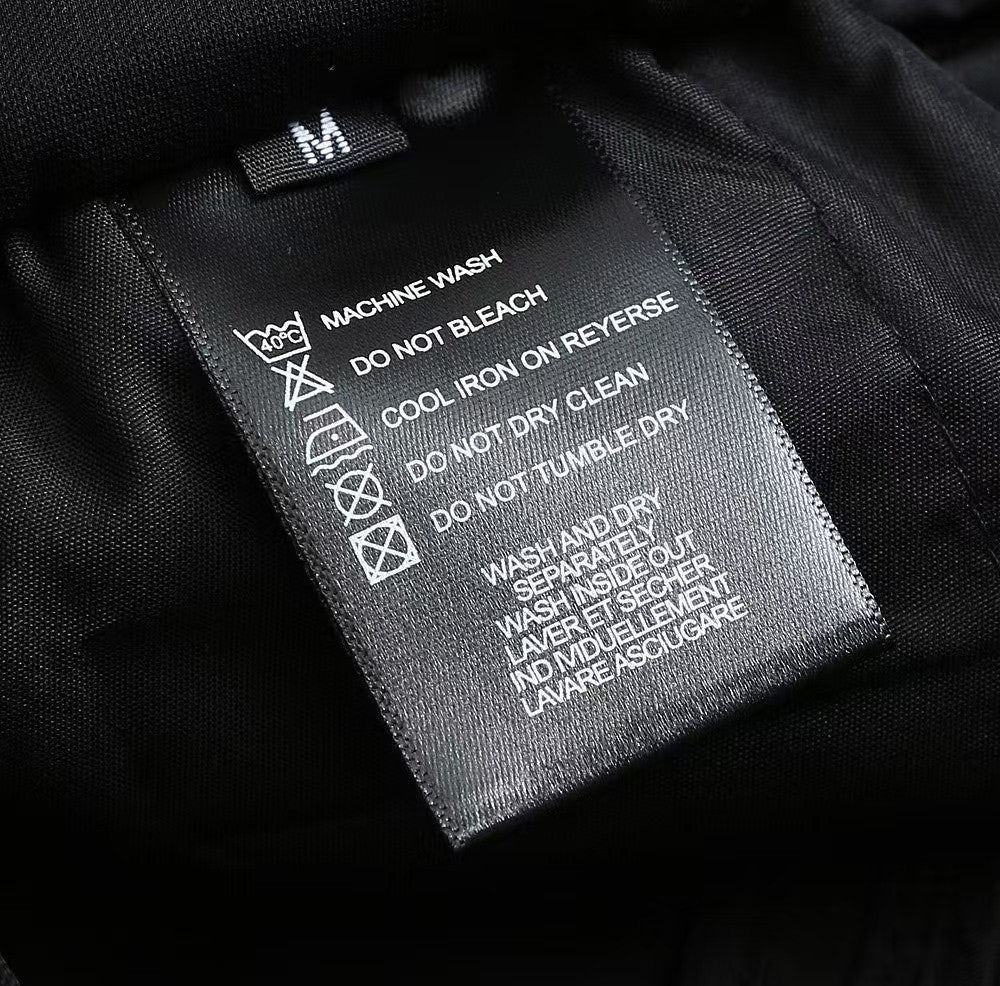 M
40°C MACHINE WASH
DO NOT BLEACH
COOL IRON ON REYERSE
DO NOT DRY CLEAN
DO NOT TUMBLE DRY
WASH AND DRY
SEPARATELY
WASH INSIDE OUT
LAVER ET SECHER
IND IVIDUELLEMENT
LAVARE ASCIUGARE